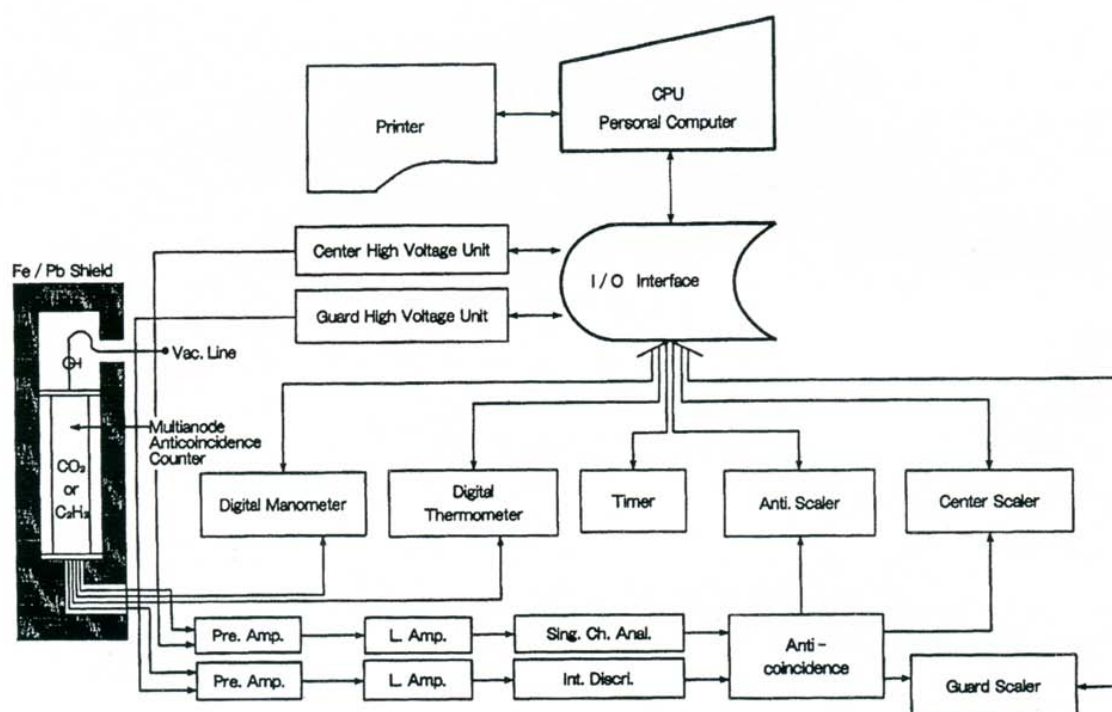 CPU
Personal Computer
Printer
Center High Voltage Unit
I / O Interface
Fe / Pb Shield
Guard High Voltage Unit
Vac. Line
Multianode
Anticoincidence
Counter
CO₂
or
C₂H₂
Digital Manometer
Digital
Thermometer
Timer
Anti. Scaler
Center Scaler
Pre. Amp.
L. Amp.
Sing. Ch. Anal.
Anti -
coincidence
Pre. Amp.
L. Amp.
Int. Discri.
Guard Scaler